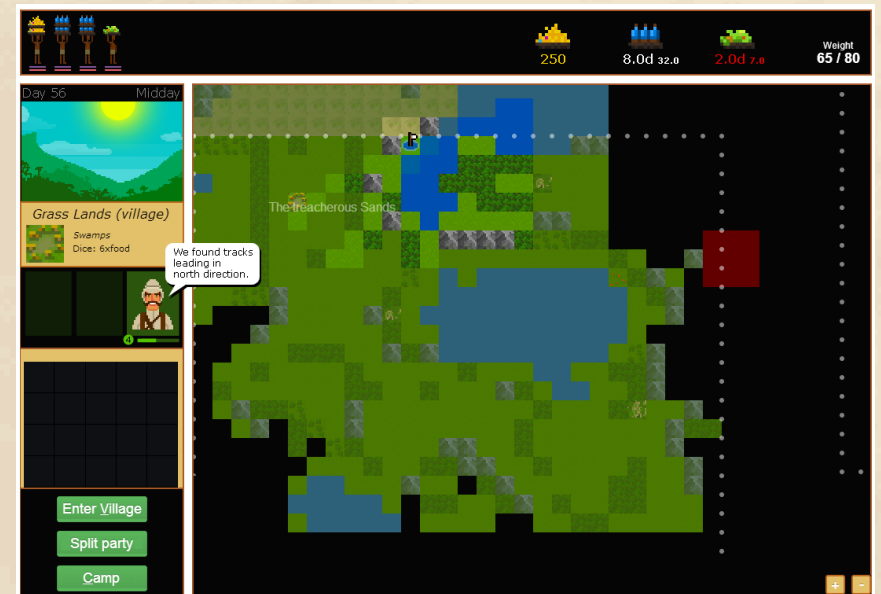 250
8.0d 32.0
2.0d 7.0
Weight
65 / 80
Day 56 Midday
Grass Lands (village)
Swamps
Dice: 6xfood
We found tracks
leading in
north direction.
4
The treacherous Sands
Enter Village
Split party
Camp
+ -